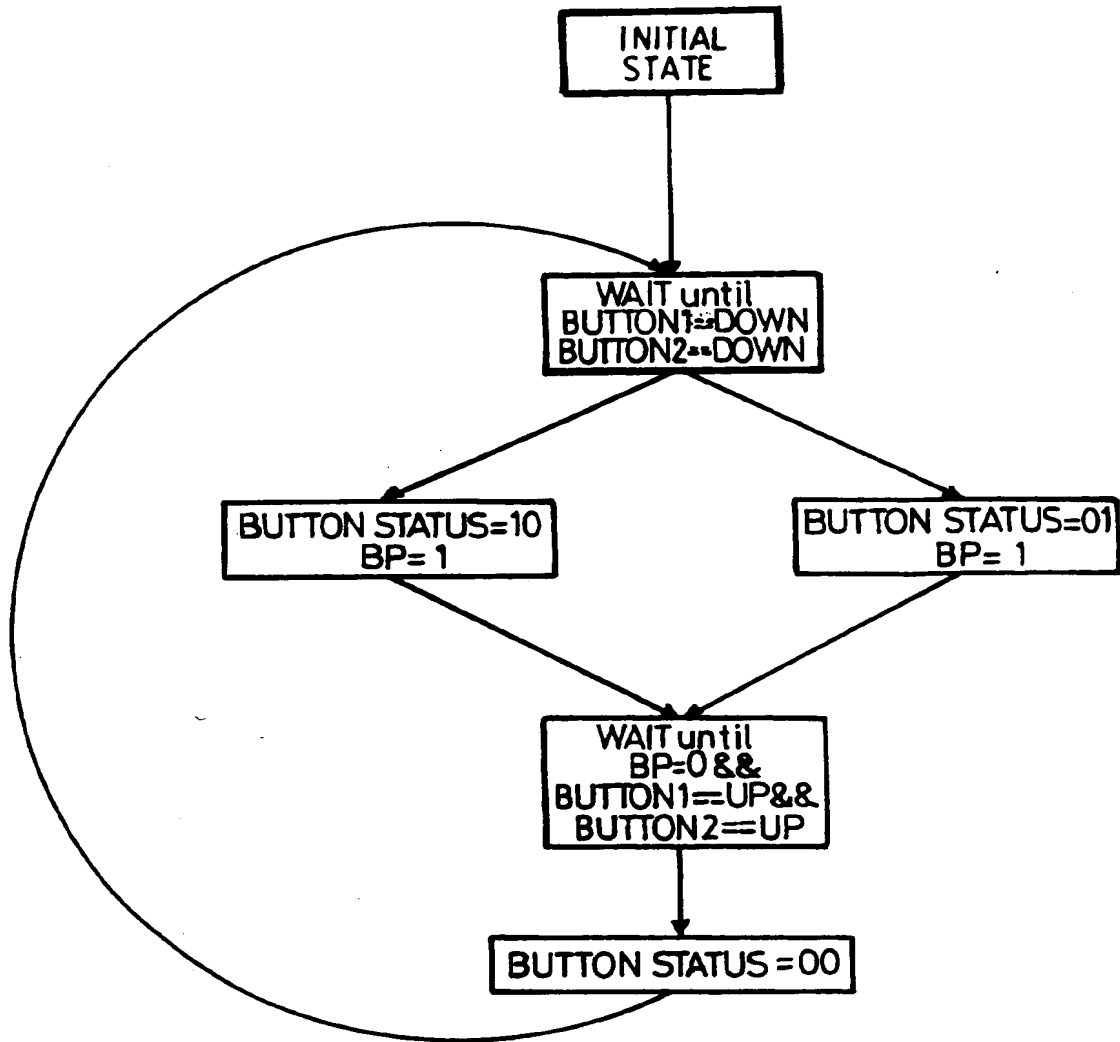 INITIAL
STATE
WAIT until
BUTTON1==DOWN
BUTTON2==DOWN
BUTTON STATUS=10
BP= 1
BUTTON STATUS=01
BP= 1
WAIT until
BP=0 &&
BUTTON1==UP&&
BUTTON2==UP
BUTTON STATUS =00